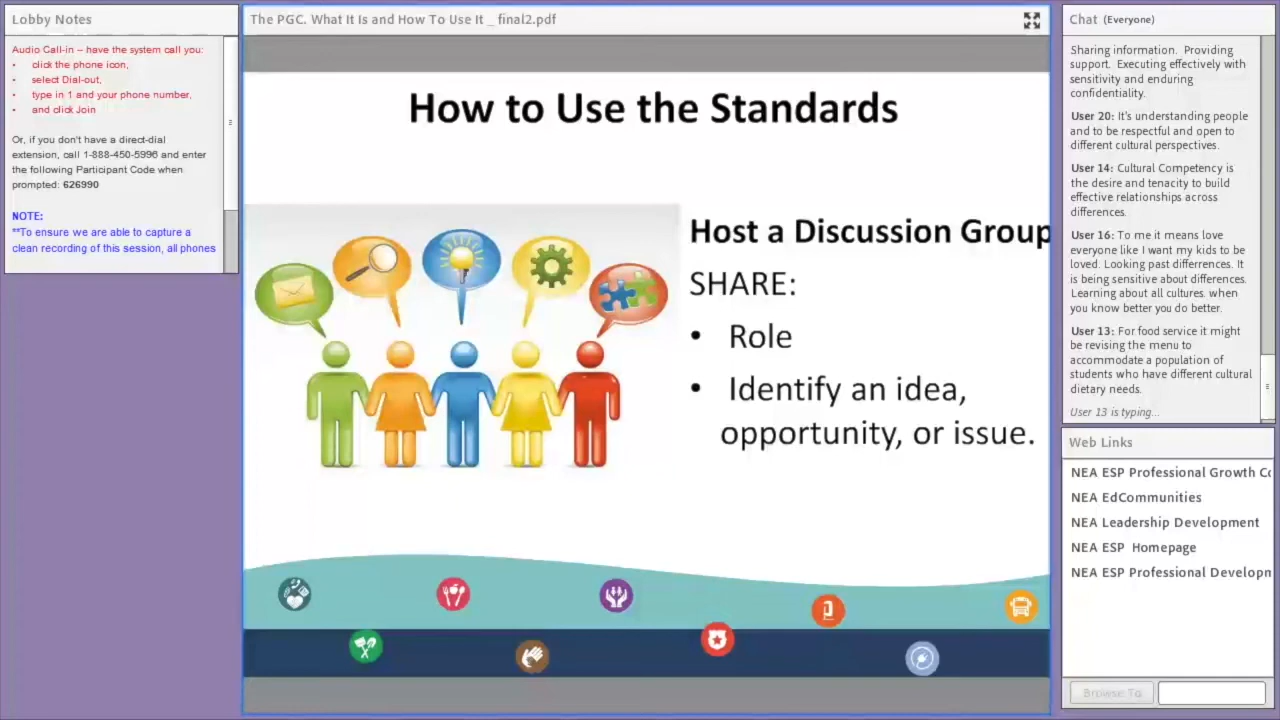 Lobby Notes
Audio Call-in – have the system call you:
• click the phone icon,
• select Dial-out,
• type in 1 and your phone number,
• and click Join
Or, if you don't have a direct-dial
extension, call 1-888-450-5996 and enter
the following Participant Code when
prompted: 626990
NOTE:
**To ensure we are able to capture a
clean recording of this session, all phones
The PGC. What It Is and How To Use It _ final2.pdf
How to Use the Standards
Host a Discussion Group
SHARE:
• Role
• Identify an idea,
opportunity, or issue.
Chat (Everyone)
Sharing information. Providing
support. Executing effectively with
sensitivity and enduring
confidentiality.
User 20: It's understanding people
and to be respectful and open to
different cultural perspectives.
User 14: Cultural Competency is
the desire and tenacity to build
effective relationships across
differences.
User 16: To me it means love
everyone like I want my kids to be
loved. Looking past differences. It
is being sensitive about differences.
Learning about all cultures. when
you know better you do better.
User 13: For food service it might
be revising the menu to
accommodate a population of
students who have different cultural
dietary needs.
User 13 is typing...
Web Links
NEA ESP Professional Growth Co
NEA EdCommunities
NEA Leadership Development
NEA ESP Homepage
NEA ESP Professional Developm
Browse To